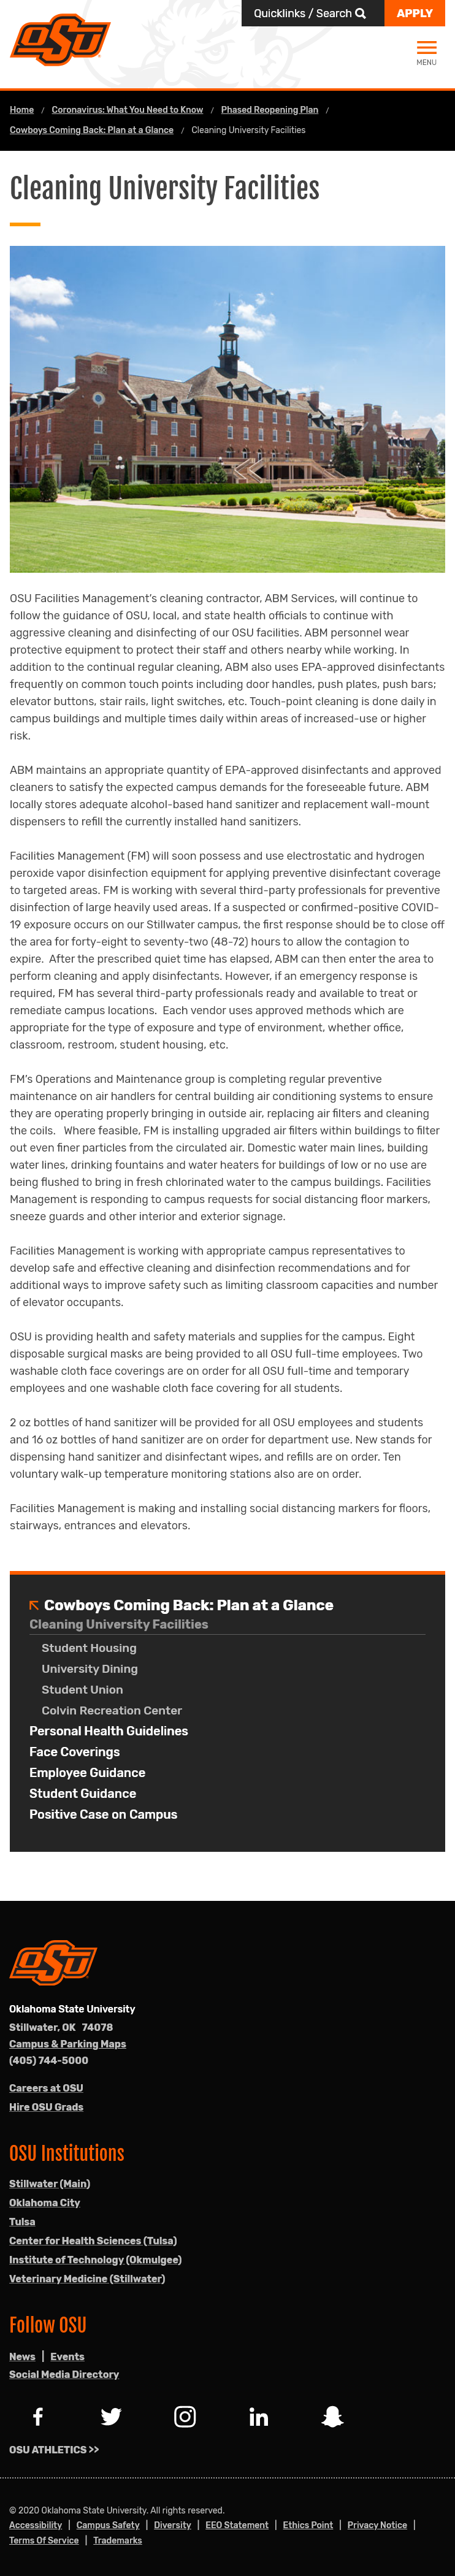 OSU
Quicklinks / Search
APPLY
MENU
Home / Coronavirus: What You Need to Know / Phased Reopening Plan /
Cowboys Coming Back: Plan at a Glance / Cleaning University Facilities
Cleaning University Facilities
OSU Facilities Management's cleaning contractor, ABM Services, will continue to
follow the guidance of OSU, local, and state health officials to continue with
aggressive cleaning and disinfecting of our OSU facilities. ABM personnel wear
protective equipment to protect their staff and others nearby while working. In
addition to the continual regular cleaning, ABM also uses EPA-approved disinfectants
frequently on common touch points including door handles, push plates, push bars;
elevator buttons, stair rails, light switches, etc. Touch-point cleaning is done daily in
campus buildings and multiple times daily within areas of increased-use or higher
risk.
ABM maintains an appropriate quantity of EPA-approved disinfectants and approved
cleaners to satisfy the expected campus demands for the foreseeable future. ABM
locally stores adequate alcohol-based hand sanitizer and replacement wall-mount
dispensers to refill the currently installed hand sanitizers.
Facilities Management (FM) will soon possess and use electrostatic and hydrogen
peroxide vapor disinfection equipment for applying preventive disinfectant coverage
to targeted areas. FM is working with several third-party professionals for preventive
disinfection of large heavily used areas. If a suspected or confirmed-positive COVID-
19 exposure occurs on our Stillwater campus, the first response should be to close off
the area for forty-eight to seventy-two (48-72) hours to allow the contagion to
expire. After the prescribed quiet time has elapsed, ABM can then enter the area to
perform cleaning and apply disinfectants. However, if an emergency response is
required, FM has several third-party professionals ready and available to treat or
remediate campus locations. Each vendor uses approved methods which are
appropriate for the type of exposure and type of environment, whether office,
classroom, restroom, student housing, etc.
FM's Operations and Maintenance group is completing regular preventive
maintenance on air handlers and central building air conditioning systems to ensure
they are operating properly bringing in outside air, replacing air filters and cleaning
the coils. Where feasible, FM is installing upgraded air filters within buildings to filter
out even finer particles from the circulated air. Domestic water main lines, building
water lines, drinking fountains and water heaters for buildings of low or no use are
being flushed to bring in fresh chlorinated water to the campus buildings. Facilities
Management is responding to campus requests for social distancing floor markers,
sneeze guards and other interior and exterior signage.
Facilities Management is working with appropriate campus representatives to
develop safe and effective cleaning and disinfection recommendations and for
additional ways to improve safety such as limiting classroom capacities and number
of elevator occupants.
OSU is providing health and safety materials and supplies for the campus. Eight
disposable surgical masks are being provided to all OSU full-time employees. Two
washable cloth face coverings are on order for all OSU full-time and temporary
employees and one washable cloth face covering for all students.
2 oz bottles of hand sanitizer will be provided for all OSU employees and students
and 16 oz bottles of hand sanitizer are on order for department use. New stands for
dispensing hand sanitizer and disinfectant wipes, and refills are on order. Ten
voluntary walk-up temperature monitoring stations also are on order.
Facilities Management is making and installing social distancing markers for floors,
stairways, entrances and elevators.
Cowboys Coming Back: Plan at a Glance
Cleaning University Facilities
Student Housing
University Dining
Student Union
Colvin Recreation Center
Personal Health Guidelines
Face Coverings
Employee Guidance
Student Guidance
Positive Case on Campus
OSU
Oklahoma State University
Stillwater, OK 74078
Campus & Parking Maps
(405) 744-5000
Careers at OSU
Hire OSU Grads
OSU Institutions
Stillwater (Main)
Oklahoma City
Tulsa
Center for Health Sciences (Tulsa)
Institute of Technology (Okmulgee)
Veterinary Medicine (Stillwater)
Follow OSU
News | Events
Social Media Directory
OSU ATHLETICS >>
© 2020 Oklahoma State University. All rights reserved.
Accessibility | Campus Safety | Diversity | EEO Statement | Ethics Point | Privacy Notice |
Terms Of Service | Trademarks